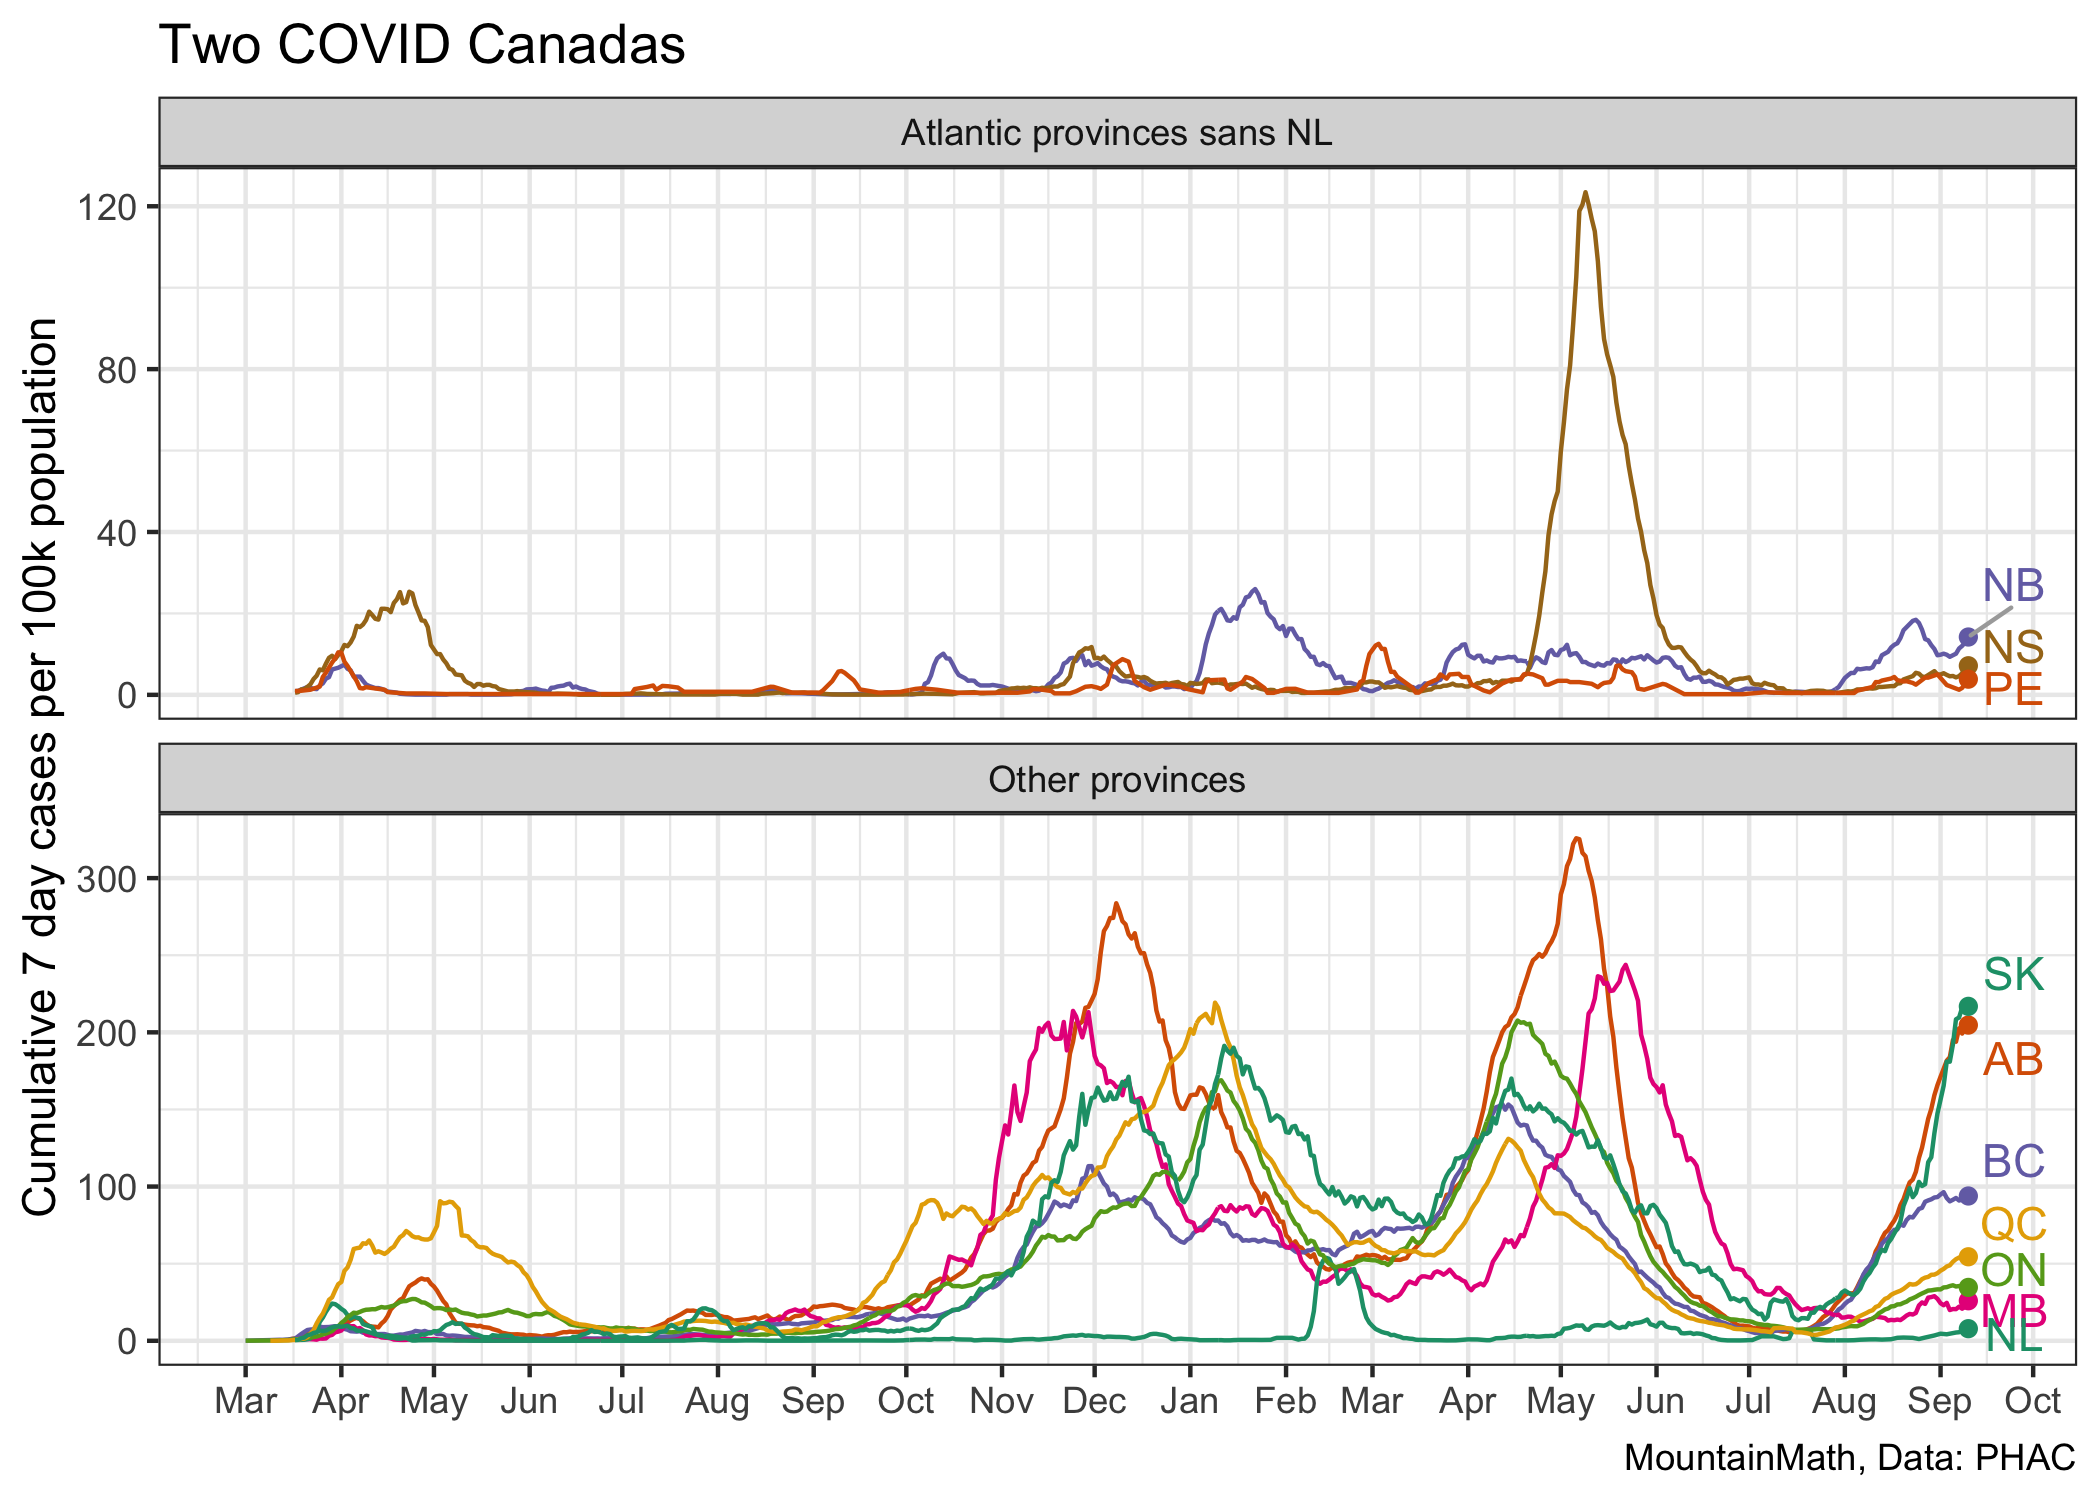 Two COVID Canadas
Atlantic provinces sans NL
120
80
40
0
NB
NS
PE
Cumulative 7 day cases per 100k population
Other provinces
300
200
100
0
SK
AB
BC
QC
ON
MB
NL
Mar Apr May Jun Jul Aug Sep Oct Nov Dec Jan Feb Mar Apr May Jun Jul Aug Sep Oct
MountainMath, Data: PHAC